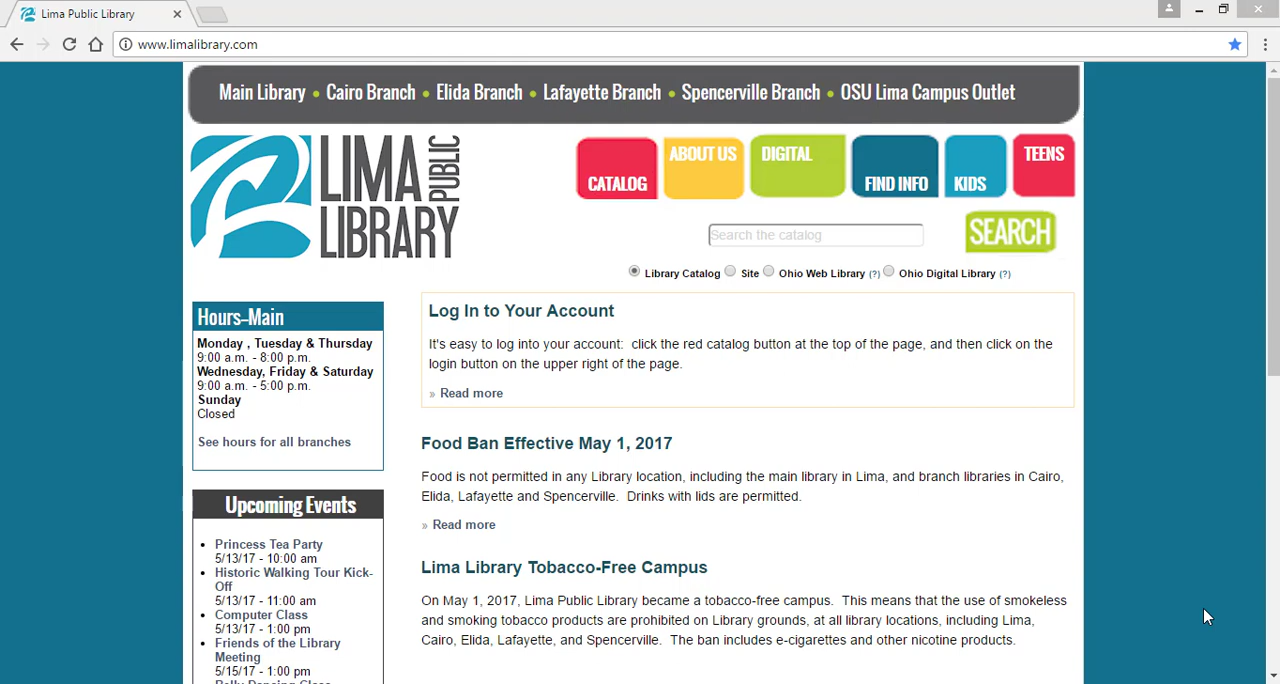 Lima Public Library
www.limalibrary.com
Main Library • Cairo Branch • Elida Branch • Lafayette Branch • Spencerville Branch • OSU Lima Campus Outlet
LIMA PUBLIC
LIBRARY
CATALOG
ABOUT US
DIGITAL
FIND INFO
KIDS
TEENS
Search the catalog
SEARCH
Library Catalog Site Ohio Web Library (?) Ohio Digital Library (?)
Hours-Main
Monday , Tuesday & Thursday
9:00 a.m. - 8:00 p.m.
Wednesday, Friday & Saturday
9:00 a.m. - 5:00 p.m.
Sunday
Closed
See hours for all branches
Upcoming Events
• Princess Tea Party
5/13/17 - 10:00 am
• Historic Walking Tour Kick-
Off
5/13/17 - 11:00 am
• Computer Class
5/13/17 - 1:00 pm
• Friends of the Library
Meeting
5/15/17 - 1:00 pm
Log In to Your Account
It's easy to log into your account: click the red catalog button at the top of the page, and then click on the
login button on the upper right of the page.
» Read more
Food Ban Effective May 1, 2017
Food is not permitted in any Library location, including the main library in Lima, and branch libraries in Cairo,
Elida, Lafayette and Spencerville. Drinks with lids are permitted.
» Read more
Lima Library Tobacco-Free Campus
On May 1, 2017, Lima Public Library became a tobacco-free campus. This means that the use of smokeless
and smoking tobacco products are prohibited on Library grounds, at all library locations, including Lima,
Cairo, Elida, Lafayette, and Spencerville. The ban includes e-cigarettes and other nicotine products.